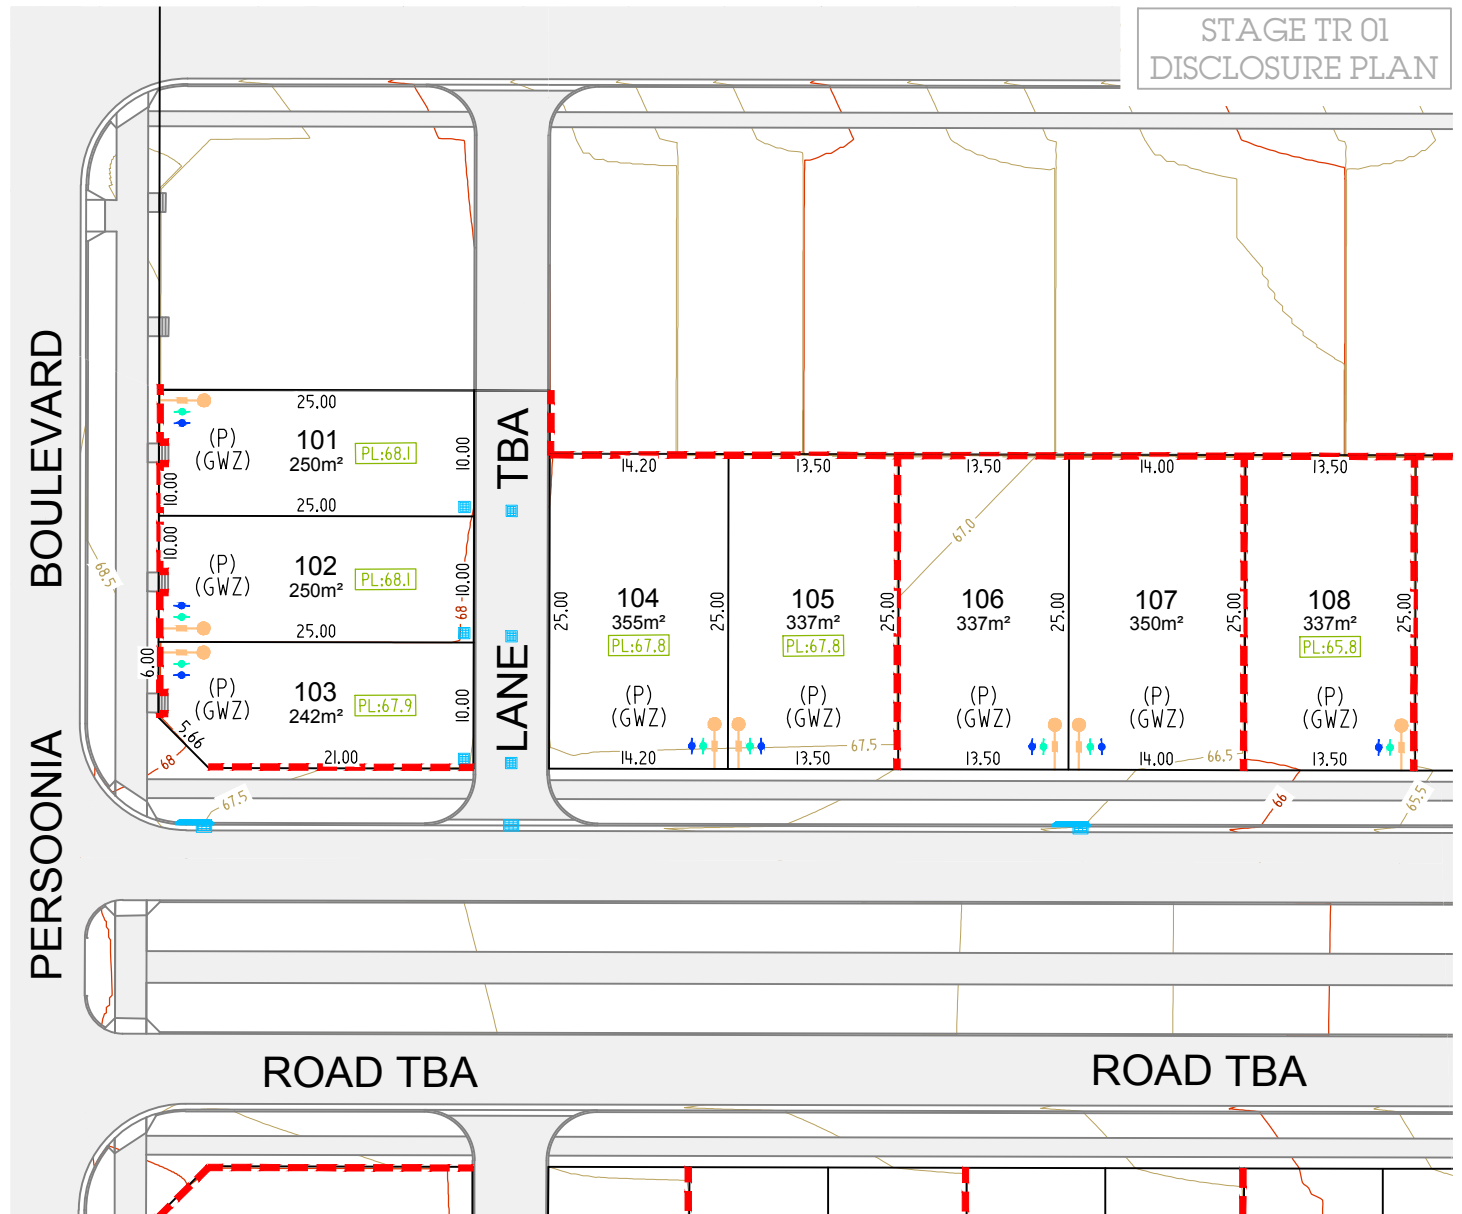 STAGE TR 01
DISCLOSURE PLAN
BOULEVARD
PERSOONIA
LANE TBA
ROAD TBA
ROAD TBA
25.00
(P)
(GWZ)
101
250m²
PL:68.1
10.00
10.00
25.00
10.00
(P)
(GWZ)
102
250m²
PL:68.1
10.00
68
25.00
6.00
(P)
(GWZ)
103
242m²
PL:67.9
10.00
5.66
21.00
68
67.5
68.5
14.20
25.00
104
355m²
PL:67.8
(P)
(GWZ)
14.20
25.00
13.50
105
337m²
PL:67.8
(P)
(GWZ)
13.50
67.5
25.00
13.50
67.0
106
337m²
(P)
(GWZ)
13.50
25.00
14.00
107
350m²
(P)
(GWZ)
14.00
66.5
25.00
13.50
108
337m²
PL:65.8
(P)
(GWZ)
13.50
25.00
66
65.5